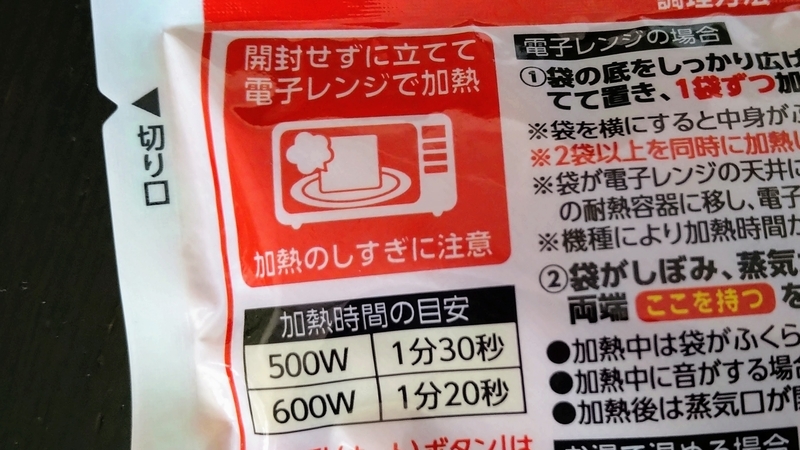 調理方法
開封せずに立てて
電子レンジで加熱
加熱のしすぎに注意
切り口
加熱時間の目安
500W 1分30秒
600W 1分20秒
電子レンジの場合
①袋の底をしっかり広げ
てて置き、1袋ずつ加
※袋を横にすると中身が
※2袋以上を同時に加熱
※袋が電子レンジの天井に
の耐熱容器に移し、電子
※機種により加熱時間が
②袋がしぼみ、蒸気
両端 ここを持つ を
●加熱中は袋がふくら
●加熱中に音がする場合
●加熱後は蒸気口が
お湯で温める場合